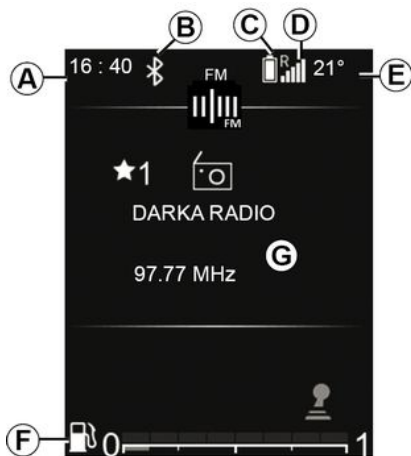 B C D
A 16 : 40 FM R 21° E
FM
★1
DARKA RADIO
G
97.77 MHz
F 0 1